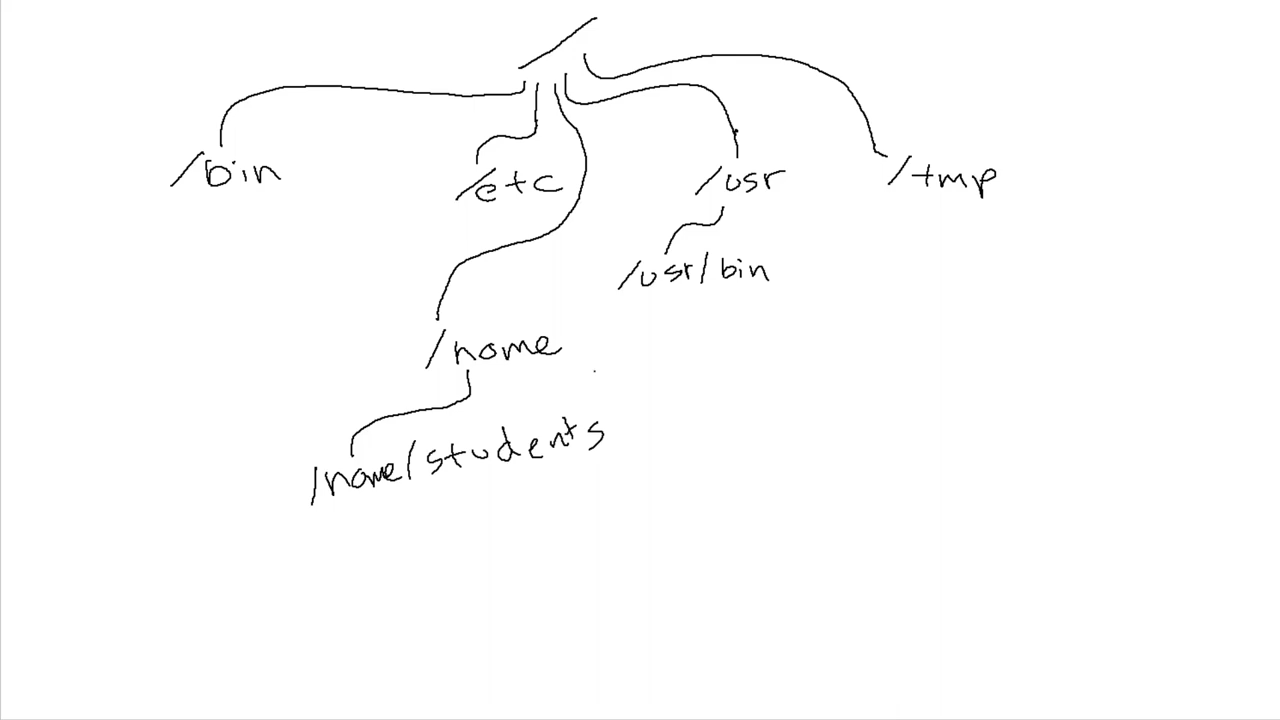 /
/bin
/etc
/usr
/tmp
/usr/bin
/home
/home/students